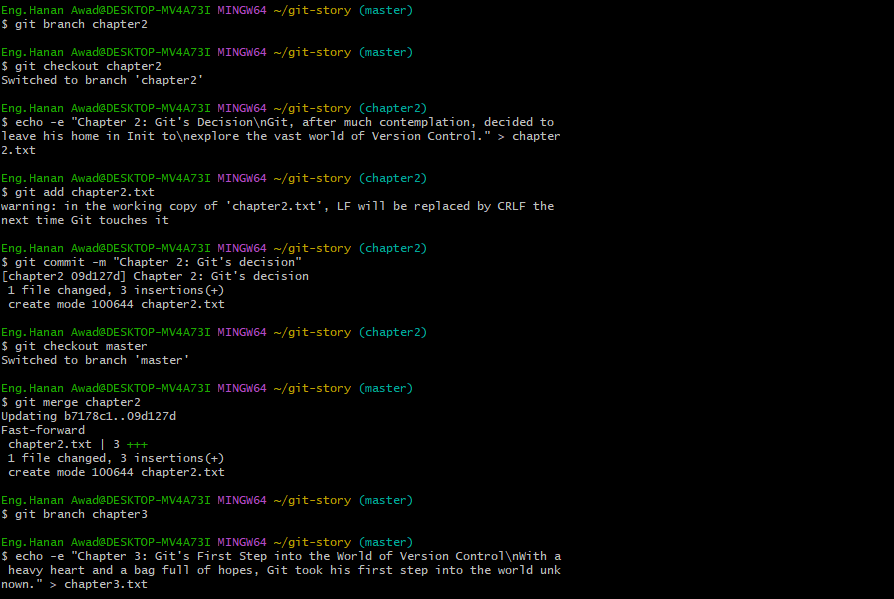 Eng.Hanan Awad@DESKTOP-MV4A73I MINGW64 ~/git-story (master)
$ git branch chapter2
Eng.Hanan Awad@DESKTOP-MV4A73I MINGW64 ~/git-story (master)
$ git checkout chapter2
Switched to branch 'chapter2'
Eng.Hanan Awad@DESKTOP-MV4A73I MINGW64 ~/git-story (chapter2)
$ echo -e "Chapter 2: Git's Decision\nGit, after much contemplation, decided to
leave his home in Init to\nexplore the vast world of Version Control." > chapter
2.txt
Eng.Hanan Awad@DESKTOP-MV4A73I MINGW64 ~/git-story (chapter2)
$ git add chapter2.txt
warning: in the working copy of 'chapter2.txt', LF will be replaced by CRLF the
next time Git touches it
Eng.Hanan Awad@DESKTOP-MV4A73I MINGW64 ~/git-story (chapter2)
$ git commit -m "Chapter 2: Git's decision"
[chapter2 09d127d] Chapter 2: Git's decision
 1 file changed, 3 insertions(+)
 create mode 100644 chapter2.txt
Eng.Hanan Awad@DESKTOP-MV4A73I MINGW64 ~/git-story (chapter2)
$ git checkout master
Switched to branch 'master'
Eng.Hanan Awad@DESKTOP-MV4A73I MINGW64 ~/git-story (master)
$ git merge chapter2
Updating b7178c1..09d127d
Fast-forward
 chapter2.txt | 3 +++
 1 file changed, 3 insertions(+)
 create mode 100644 chapter2.txt
Eng.Hanan Awad@DESKTOP-MV4A73I MINGW64 ~/git-story (master)
$ git branch chapter3
Eng.Hanan Awad@DESKTOP-MV4A73I MINGW64 ~/git-story (master)
$ echo -e "Chapter 3: Git's First Step into the World of Version Control\nWith a
 heavy heart and a bag full of hopes, Git took his first step into the world unk
nown." > chapter3.txt